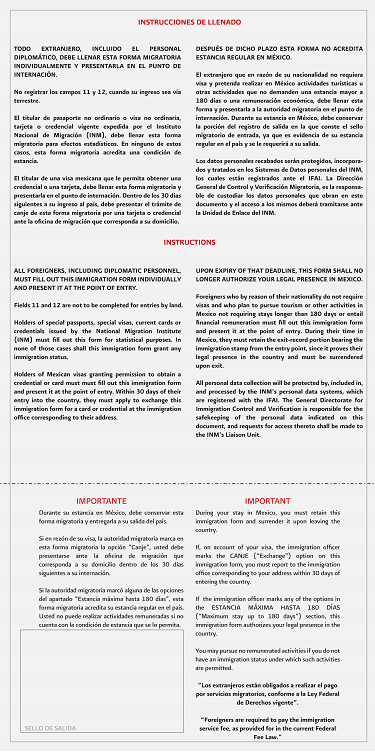 INSTRUCCIONES DE LLENADO
TODO EXTRANJERO, INCLUIDO EL PERSONAL
DIPLOMÁTICO, DEBE LLENAR ESTA FORMA MIGRATORIA
INDIVIDUALMENTE Y PRESENTARLA EN EL PUNTO DE
INTERNACIÓN.
No registrar los campos 11 y 12, cuando su ingreso sea vía
terrestre.
El titular de pasaporte no ordinario o visa no ordinaria,
tarjeta o credencial vigente expedida por el Instituto
Nacional de Migración (INM), debe llenar esta forma
migratoria para efectos estadísticos. En ninguno de estos
casos, esta forma migratoria acredita una condición de
estancia.
El titular de una visa mexicana que le permita obtener una
credencial o una tarjeta, debe llenar esta forma migratoria y
presentarla en el punto de internación. Dentro de los 30 días
siguientes a su ingreso al país, debe presentar el trámite de
canje de esta forma migratoria por una tarjeta o credencial
ante la oficina de migración que corresponda a su domicilio.
DESPUÉS DE DICHO PLAZO ESTA FORMA NO ACREDITA
ESTANCIA REGULAR EN MÉXICO.
El extranjero que en razón de su nacionalidad no requiera
visa y pretenda realizar en México actividades turísticas u
otras actividades que no demanden una estancia mayor a
180 días o una remuneración económica, debe llenar esta
forma y presentarla a la autoridad migratoria en el punto de
internación. Durante su estancia en México, debe conservar
la porción del registro de salida en la que conste el sello
migratorio de entrada, ya que es evidencia de su estancia
regular en el país y se le requerirá a su salida.
Los datos personales recabados serán protegidos, incorpora-
dos y tratados en los Sistemas de Datos personales del INM,
los cuales están registrados ante el IFAI. La Dirección
General de Control y Verificación Migratoria, es la responsa-
ble de custodiar los datos personales que obran en este
documento y el acceso a los mismos deberá tramitarse ante
la Unidad de Enlace del INM.
INSTRUCTIONS
ALL FOREIGNERS, INCLUDING DIPLOMATIC PERSONNEL,
MUST FILL OUT THIS IMMIGRATION FORM INDIVIDUALLY
AND PRESENT IT AT THE POINT OF ENTRY.
Fields 11 and 12 are not to be completed for entries by land.
Holders of special passports, special visas, current cards or
credentials issued by the National Migration Institute
(INM) must fill out this form for statistical purposes. In
none of those cases shall this immigration form grant any
immigration status.
Holders of Mexican visas granting permission to obtain a
credential or card must must fill out this immigration form
and present it at the point of entry. Within 30 days of their
entry into the country, they must apply to exchange this
immigration form for a card or credential at the immigration
office corresponding to their address.
UPON EXPIRY OF THAT DEADLINE, THIS FORM SHALL NO
LONGER AUTHORIZE YOUR LEGAL PRESENCE IN MEXICO.
Foreigners who by reason of their nationality do not require
visas and who plan to pursue tourism or other activities in
Mexico not requiring stays longer than 180 days or entail
financial remuneration must fill out this immigration form
and present it at the point of entry. During their time in
Mexico, they must retain the exit-record portion bearing the
immigration stamp from the entry point, since it proves their
legal presence in the country and must be surrendered
upon exit.
All personal data collection will be protected by, included in,
and processed by the INM's personal data systems, which
are registered with the IFAI. The General Directorate for
Immigration Control and Verification is responsible for the
safekeeping of the personal data indicated on this
document, and requests for access thereto shall be made to
the INM's Liaison Unit.
IMPORTANTE
Durante su estancia en México, debe conservar esta
forma migratoria y entregarla a su salida del país.
Si en razón de su visa, la autoridad migratoria marca en
esta forma migratoria la opción "Canje", usted debe
presentarse ante la oficina de migración que
corresponda a su domicilio dentro de los 30 días
siguientes a su internación.
Si la autoridad migratoria marcó alguna de las opciones
del apartado "Estancia máxima hasta 180 días", esta
forma migratoria acredita su estancia regular en el país.
Usted no puede realizar actividades remuneradas si no
cuenta con la condición de estancia que se lo permita.
SELLO DE SALIDA
IMPORTANT
During your stay in Mexico, you must retain this
immigration form and surrender it upon leaving the
country.
If, on account of your visa, the immigration officer
marks the CANJE ("Exchange") option on this
immigration form, you must report to the immigration
office corresponding to your address within 30 days of
entering the country.
If the immigration officer marks any of the options in
the ESTANCIA MÁXIMA HASTA 180 DÍAS
("Maximum stay up to 180 days") section, this
immigration form authorizes your legal presence in the
country.
You may pursue no remunerated activities if you do not
have an immigration status under which such activities
are permitted.
"Los extranjeros están obligados a realizar el pago
por servicios migratorios, conforme a la Ley Federal
de Derechos vigente".
"Foreigners are required to pay the immigration
service fee, as provided for in the current Federal
Fee Law."